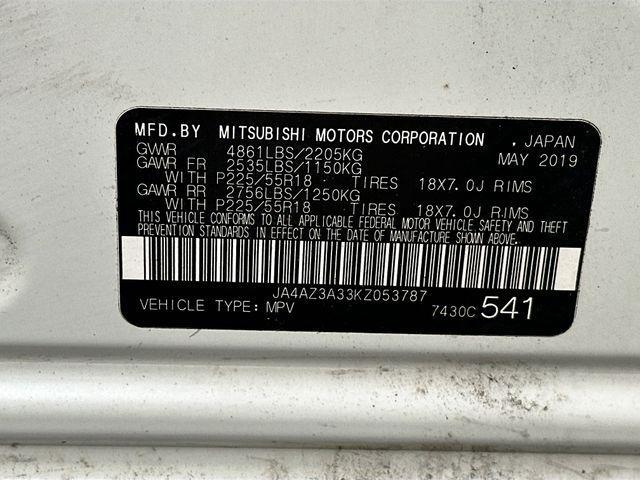 MFD.BY MITSUBISHI MOTORS CORPORATION , JAPAN
GVWR 4861LBS/2205KG MAY 2019
GAWR FR 2535LBS/1150KG
WITH P225/55R18 TIRES 18X7.0J RIMS
GAWR RR 2756LBS/1250KG
WITH P225/55R18 TIRES 18X7.0J RIMS
THIS VEHICLE CONFORMS TO ALL APPLICABLE FEDERAL MOTOR VEHICLE SAFETY AND THEFT
PREVENTION STANDARDS IN EFFECT ON THE DATE OF MANUFACTURE SHOWN ABOVE.
JA4AZ3A33KZ053787
VEHICLE TYPE: MPV 7430C 541